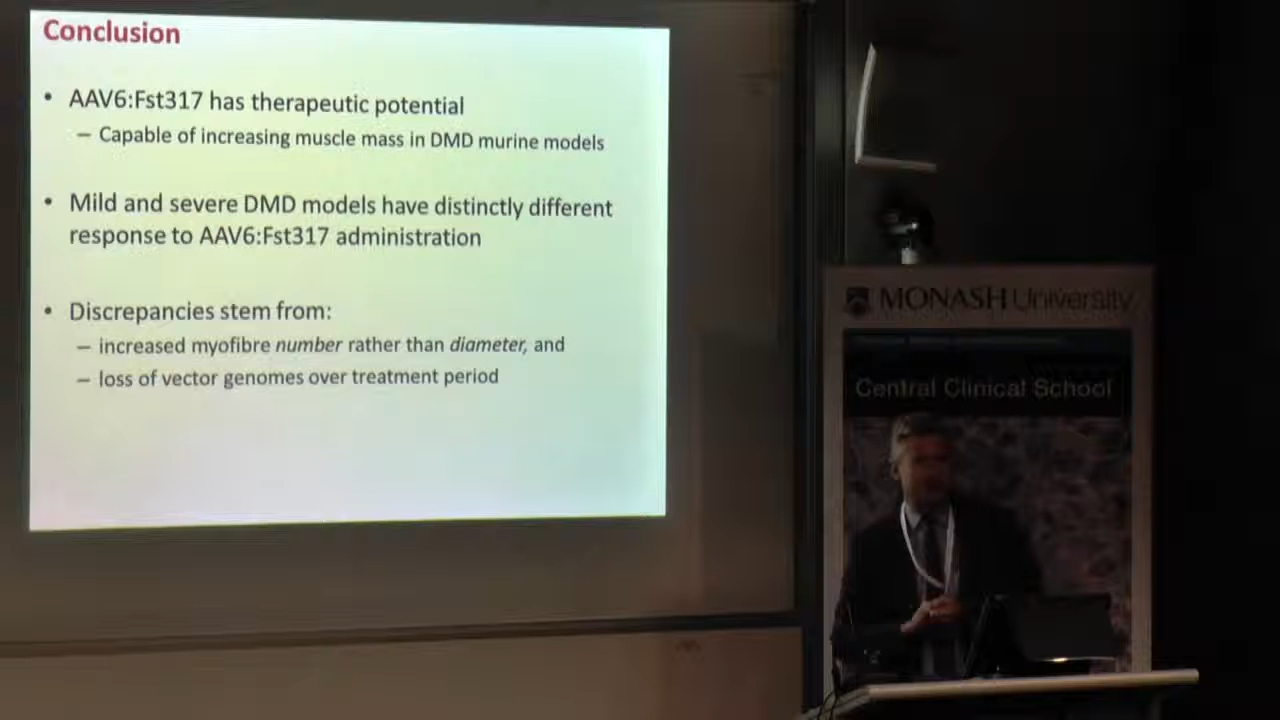 Conclusion
• AAV6:Fst317 has therapeutic potential
– Capable of increasing muscle mass in DMD murine models
• Mild and severe DMD models have distinctly different
response to AAV6:Fst317 administration
• Discrepancies stem from:
– increased myofibre number rather than diameter, and
– loss of vector genomes over treatment period
MONASH University
Central Clinical School